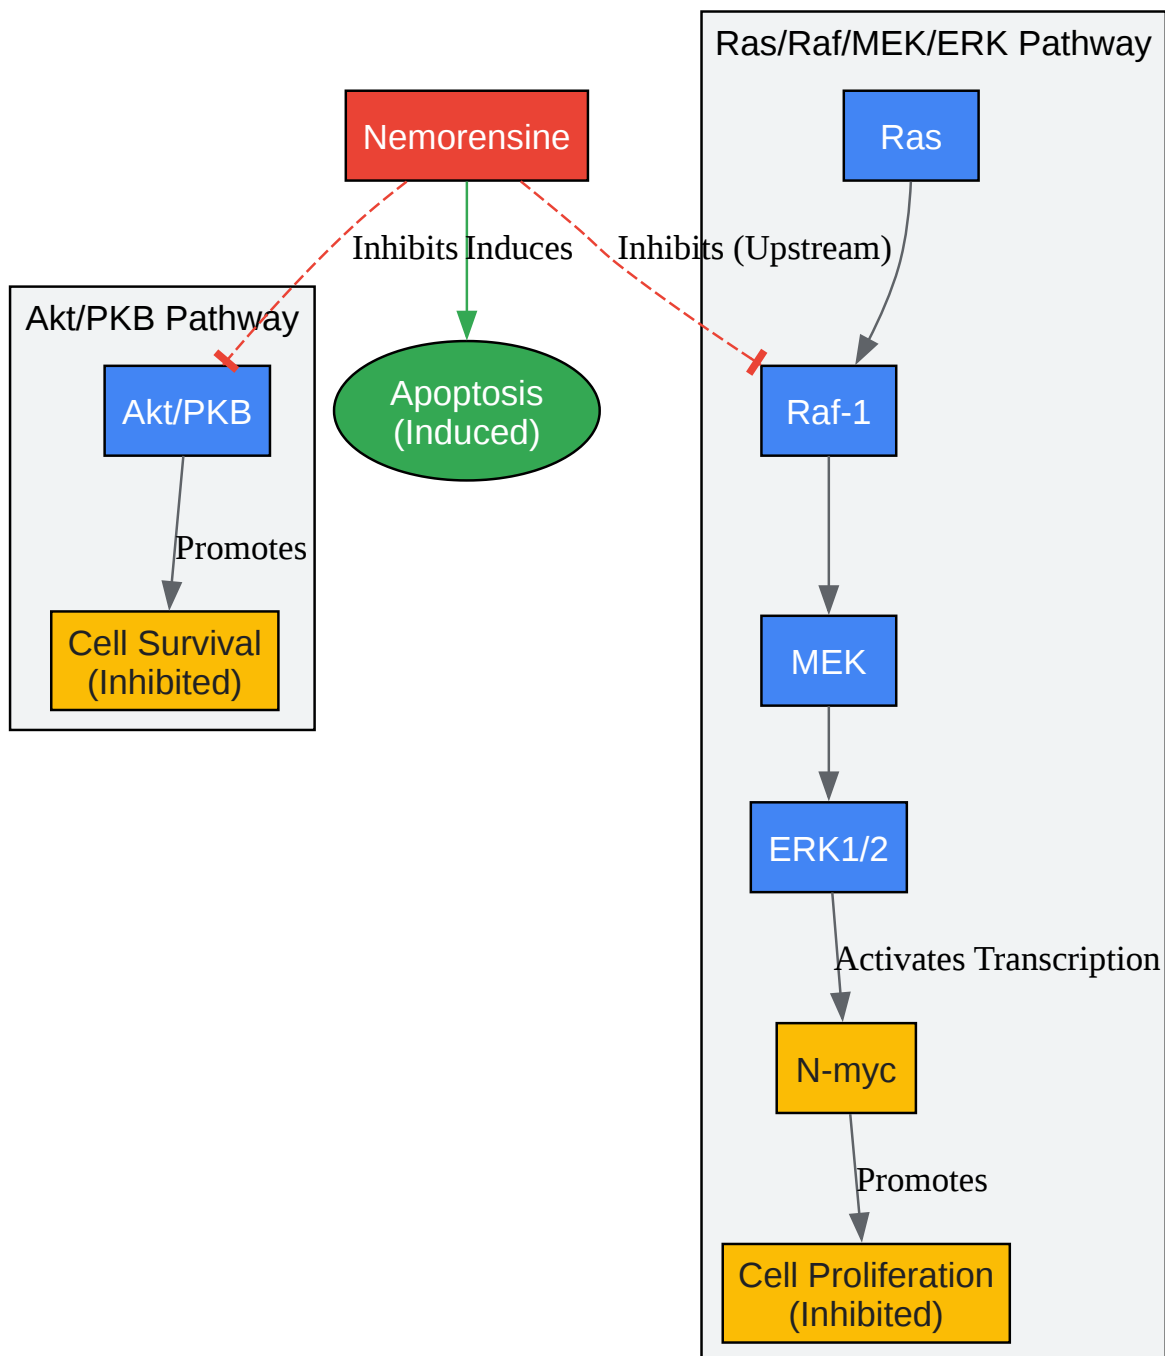 Ras/Raf/MEK/ERK Pathway
Nemorensine
Ras
Inhibits
Induces
Inhibits (Upstream)
Akt/PKB Pathway
Akt/PKB
Apoptosis
(Induced)
Raf-1
Promotes
Cell Survival
(Inhibited)
MEK
ERK1/2
Activates Transcription
N-myc
Promotes
Cell Proliferation
(Inhibited)